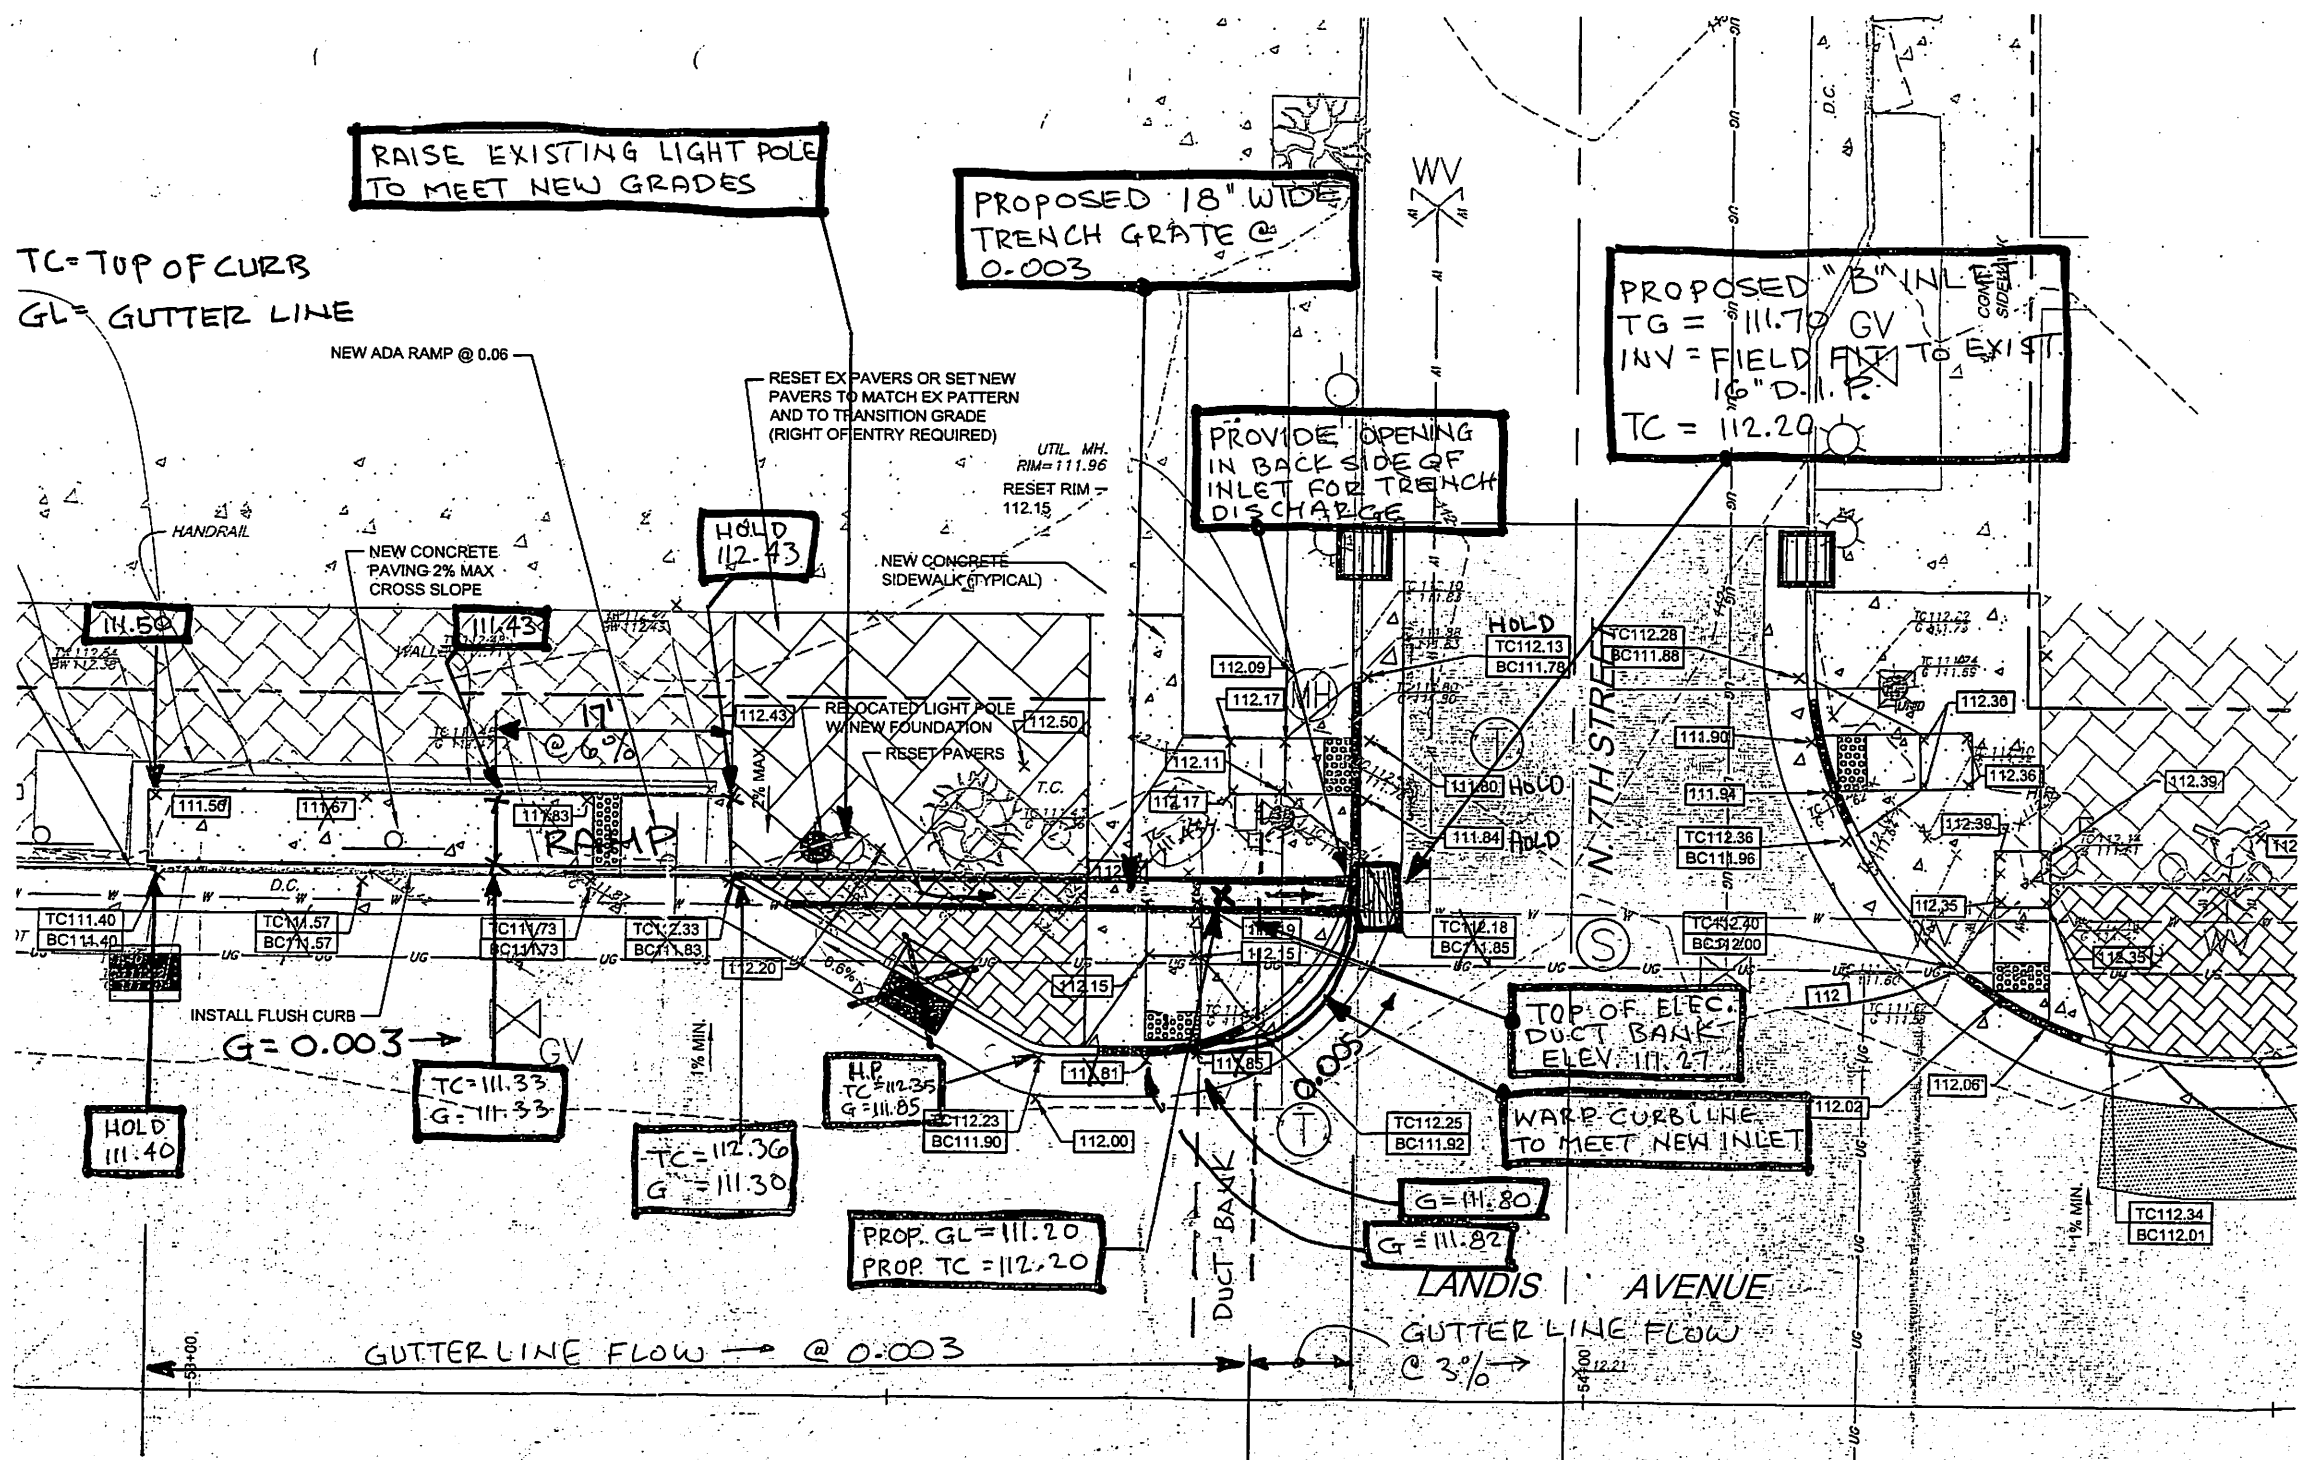 RAISE EXISTING LIGHT POLE
TO MEET NEW GRADES
PROPOSED 18" WIDE
TRENCH GRATE @
0.003
WV
D.C.
TC= TOP OF CURB
GL= GUTTER LINE
PROPOSED "B" INLET
TG = 111.70
GV
INV = FIELD FIT TO EXIST.
16" D.I.P.
TC = 112.20
NEW ADA RAMP @ 0.06
RESET EX PAVERS OR SET NEW
PAVERS TO MATCH EX PATTERN
AND TO TRANSITION GRADE
(RIGHT OF ENTRY REQUIRED)
UTIL. MH.
RIM=111.96
RESET RIM =
112.15
PROVIDE OPENING
IN BACK SIDE OF
INLET FOR TRENCH
DISCHARGE
HANDRAIL
NEW CONCRETE
PAVING 2% MAX
CROSS SLOPE
HOLD
112.43
NEW CONCRETE
SIDEWALK (TYPICAL)
111.50
111.43
WALL
HOLD
TC112.13
BC111.78
TC112.28
BC111.88
112.09
112.17
MH
17'
@ 6%
112.43
RELOCATED LIGHT POLE
W/NEW FOUNDATION
RESET PAVERS
112.50
2% MAX
T.C.
112.11
112.17
T
111.80 HOLD
111.84 HOLD
N. 7TH STREET
111.90
111.94
112.36
112.36
112.39
112.39
TC112.36
BC111.96
112.35
112.35
111.50
111.67
111.83
RAMP
D.C.
TC111.40
BC111.40
TC111.57
BC111.57
TC111.73
BC111.73
TC112.33
BC111.83
112.20
0.6%
112.15
112.15
TC112.18
BC111.85
S
TC112.40
BC112.00
112
INSTALL FLUSH CURB
G= 0.003
GV
1% MIN.
TC=111.33
G= 111.33
H.P.
TC=112.35
G=111.85
111.81
111.85
0.005
TOP OF ELEC.
DUCT BANK
ELEV. 111.27
WARP CURBLINE
TO MEET NEW INLET
112.02
112.06
HOLD
111.40
TC=112.36
G = 111.30
TC112.23
BC111.90
112.00
T
TC112.25
BC111.92
G=111.80
G=111.82
PROP. GL=111.20
PROP. TC =112.20
DUCT BANK
1% MIN.
TC112.34
BC112.01
LANDIS AVENUE
GUTTER LINE FLOW @ 0.003
GUTTER LINE FLOW
@ 3%
53+00
54+00
112.21